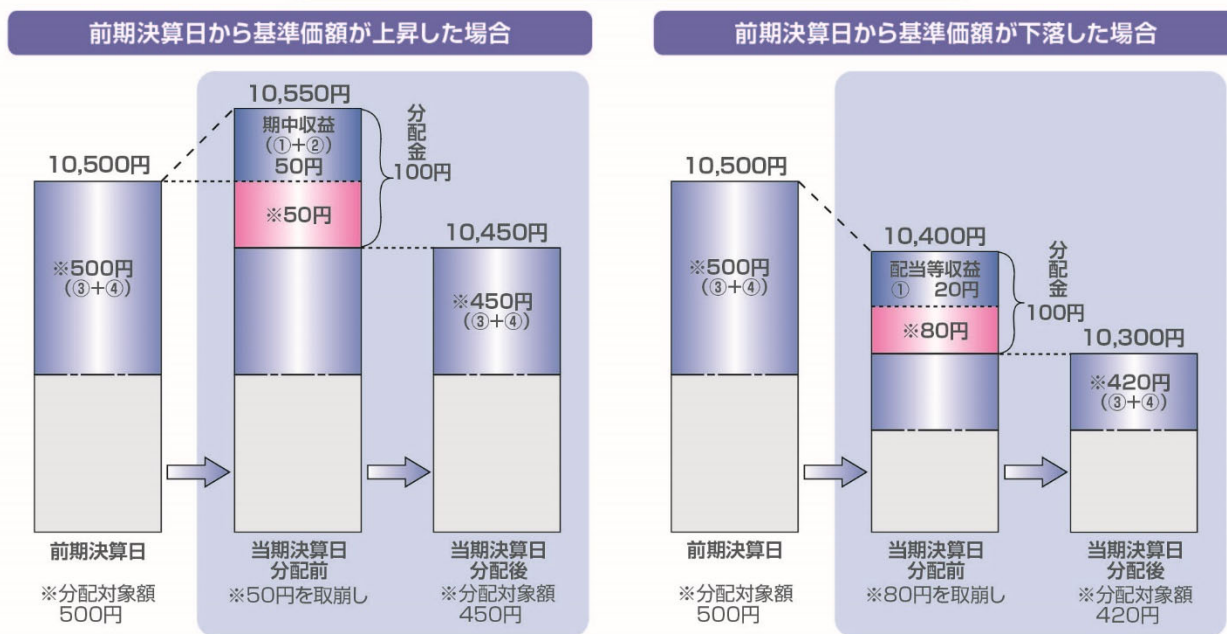 前期決算日から基準価額が上昇した場合
10,550円
期中収益
(①+②)
50円
分配金
100円
10,500円
※50円
10,450円
※500円
(③+④)
※450円
(③+④)
前期決算日
当期決算日
分配前
当期決算日
分配後
※分配対象額
500円
※50円を取崩し
※分配対象額
450円
前期決算日から基準価額が下落した場合
10,500円
10,400円
配当等収益
① 20円
分配金
100円
※500円
(③+④)
※80円
10,300円
※420円
(③+④)
前期決算日
当期決算日
分配前
当期決算日
分配後
※分配対象額
500円
※80円を取崩し
※分配対象額
420円